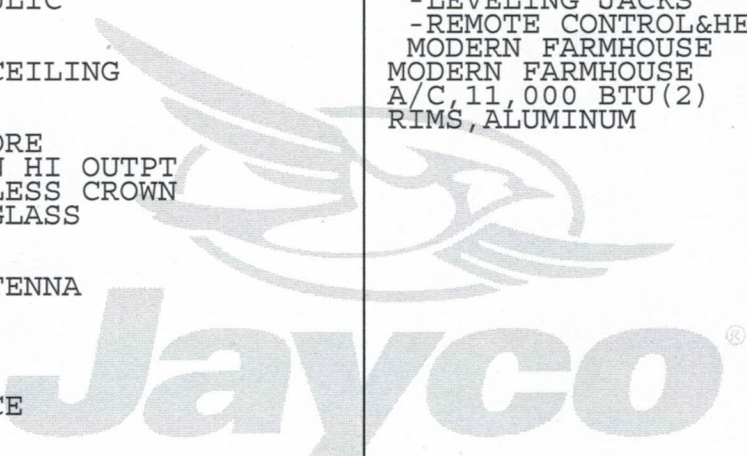 ULIC
CEILING
ORE
N HI OUTPT
LESS CROWN
GLASS
TENNA
CE
-LEVELING JACKS
-REMOTE CONTROL&HE
MODERN FARMHOUSE
MODERN FARMHOUSE
A/C,11,000 BTU(2)
RIMS,ALUMINUM
Jayco®